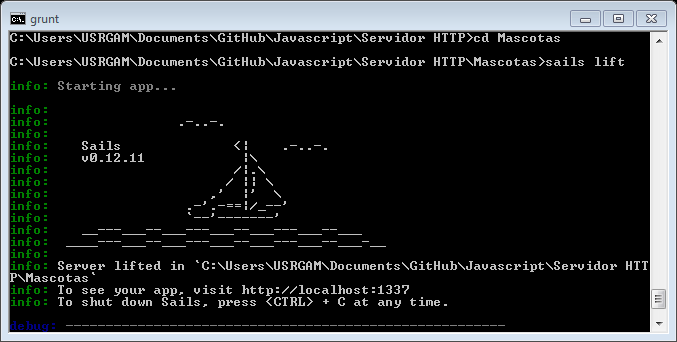 grunt
C:\Users\USRGAM\Documents\GitHub\Javascript\Servidor HTTP>cd Mascotas
C:\Users\USRGAM\Documents\GitHub\Javascript\Servidor HTTP\Mascotas>sails lift
info: Starting app...
info:
info:                .-..-.
info:
info:    Sails              <|    .-..-.
info:    v0.12.11            |\
info:                       /|.\
info:                      / || \
info:                    ,'  |'  \
info:                 .-'.-==|/_--'
info:                 `--'-------'
info:    __---___--___---___--___---___--___
info:  ____---___--___---___--___---___--___-__
info:
info: Server lifted in `C:\Users\USRGAM\Documents\GitHub\Javascript\Servidor HTT
P\Mascotas`
info: To see your app, visit http://localhost:1337
info: To shut down Sails, press <CTRL> + C at any time.
debug: --------------------------------------------------------